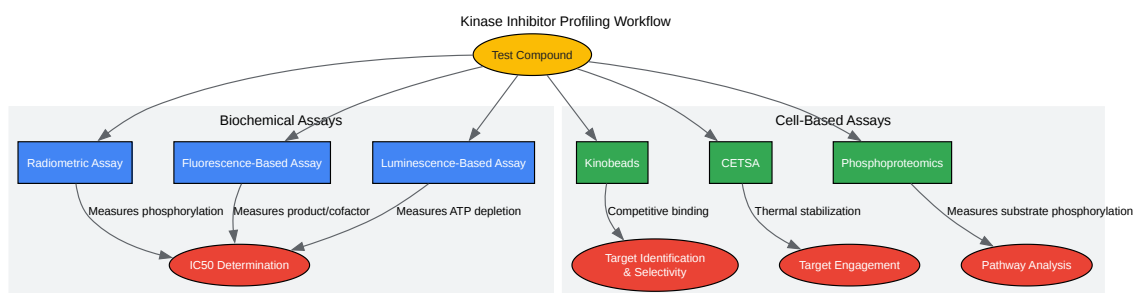 Kinase Inhibitor Profiling Workflow
Test Compound
Biochemical Assays
Cell-Based Assays
Radiometric Assay
Fluorescence-Based Assay
Luminescence-Based Assay
Kinobeads
CETSA
Phosphoproteomics
Measures phosphorylation
Measures product/cofactor
Measures ATP depletion
Competitive binding
Thermal stabilization
Measures substrate phosphorylation
IC50 Determination
Target Identification
& Selectivity
Target Engagement
Pathway Analysis